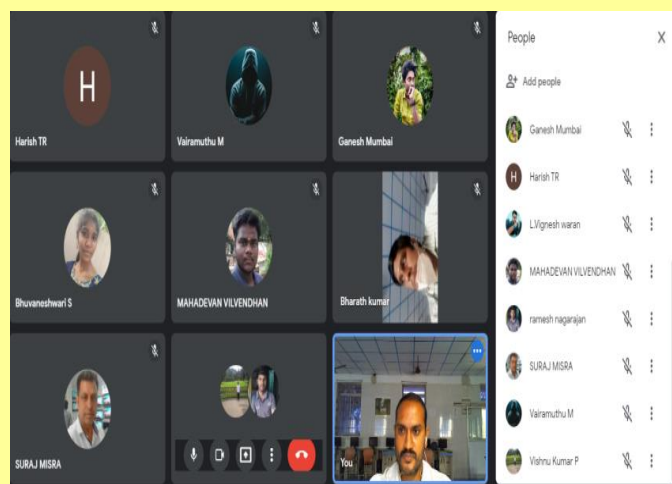 H
Harish TR
Vairamuthu M
Ganesh Mumbai
Bhuvaneshwari S
MAHADEVAN VILVENDHAN
Bharath kumar
SURAJ MISRA
You
People
Add people
Ganesh Mumbai
H
Harish TR
L.Vignesh waran
MAHADEVAN VILVENDHAN
ramesh nagarajan
SURAJ MISRA
Vairamuthu M
Vishnu Kumar P